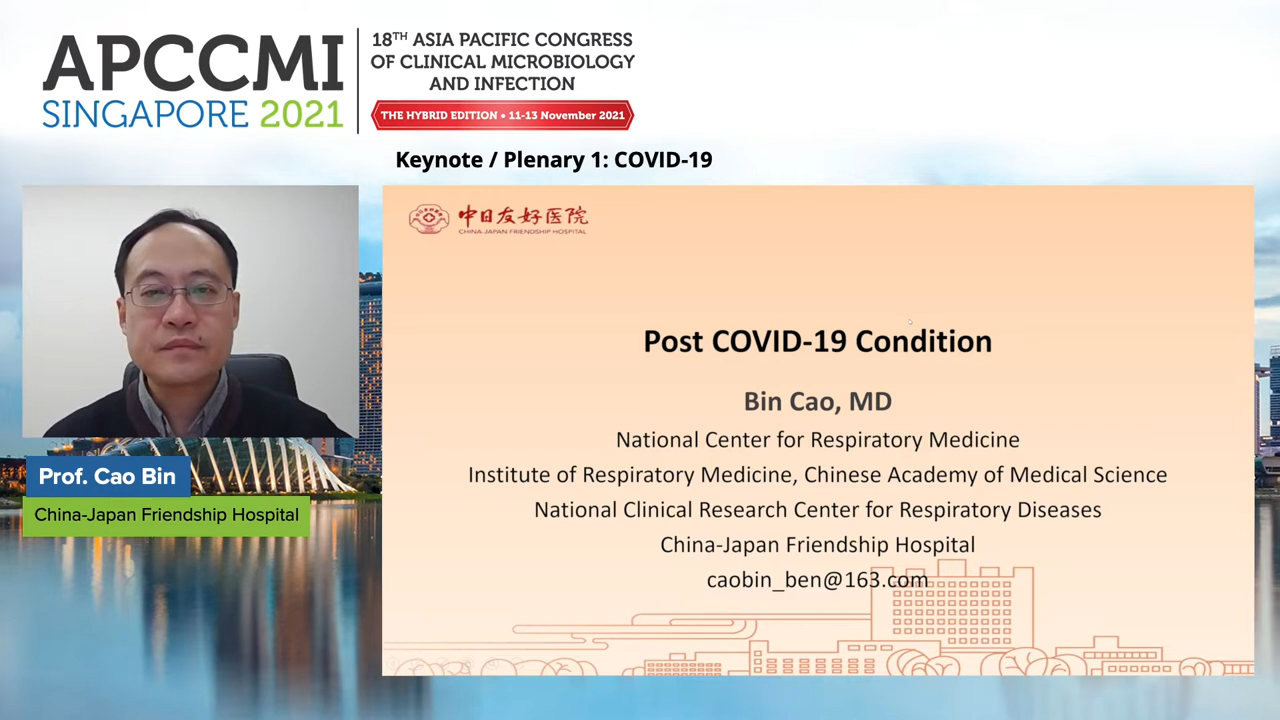 APCCMI
SINGAPORE 2021
18TH ASIA PACIFIC CONGRESS
OF CLINICAL MICROBIOLOGY
AND INFECTION
THE HYBRID EDITION • 11-13 November 2021
Keynote / Plenary 1: COVID-19
中日友好医院
CHINA-JAPAN FRIENDSHIP HOSPITAL
Post COVID-19 Condition
Bin Cao, MD
National Center for Respiratory Medicine
Institute of Respiratory Medicine, Chinese Academy of Medical Science
National Clinical Research Center for Respiratory Diseases
China-Japan Friendship Hospital
caobin_ben@163.com
Prof. Cao Bin
China-Japan Friendship Hospital